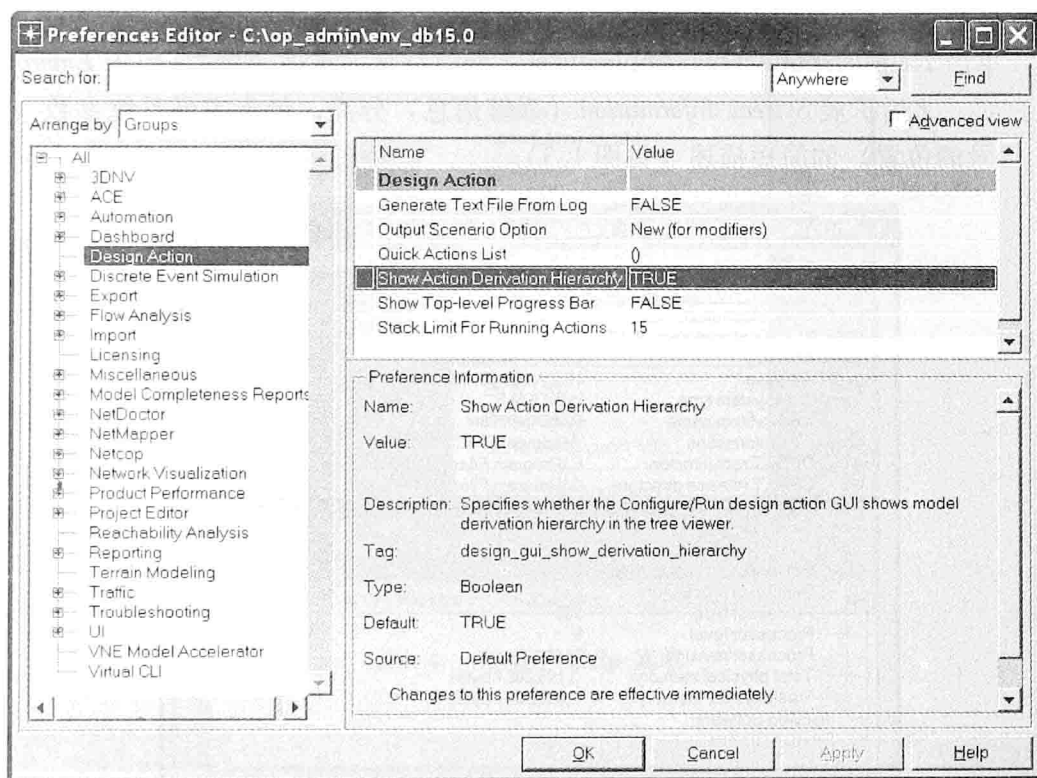 Preferences Editor - C:\op_admin\env_db15.0
Search for:
Anywhere
Find
Arrange by Groups
Advanced view
All
3DNV
ACE
Automation
Dashboard
Design Action
Discrete Event Simulation
Export
Flow Analysis
Import
Licensing
Miscellaneous
Model Completeness Reports
NetDoctor
NetMapper
Netcop
Network Visualization
Product Performance
Project Editor
Reachability Analysis
Reporting
Terrain Modeling
Traffic
Troubleshooting
UI
VNE Model Accelerator
Virtual CLI
Name Value
Design Action
Generate Text File From Log FALSE
Output Scenario Option New (for modifiers)
Quick Actions List ()
Show Action Derivation Hierarchy TRUE
Show Top-level Progress Bar FALSE
Stack Limit For Running Actions 15
Preference Information
Name: Show Action Derivation Hierarchy
Value: TRUE
Description: Specifies whether the Configure/Run design action GUI shows model
derivation hierarchy in the tree viewer.
Tag: design_gui_show_derivation_hierarchy
Type: Boolean
Default: TRUE
Source: Default Preference
Changes to this preference are effective immediately.
OK
Cancel
Apply
Help